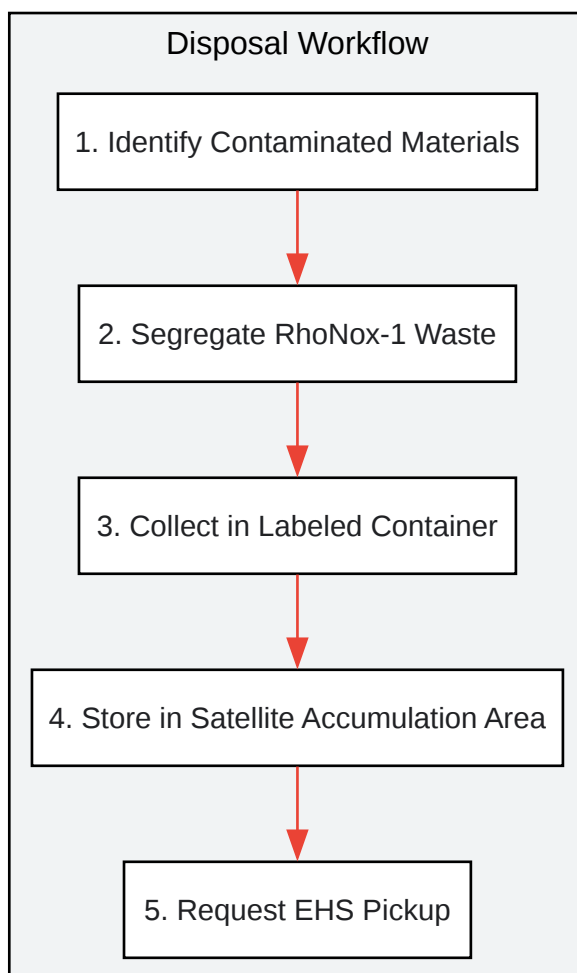 Disposal Workflow
1. Identify Contaminated Materials
2. Segregate RhoNox-1 Waste
3. Collect in Labeled Container
4. Store in Satellite Accumulation Area
5. Request EHS Pickup